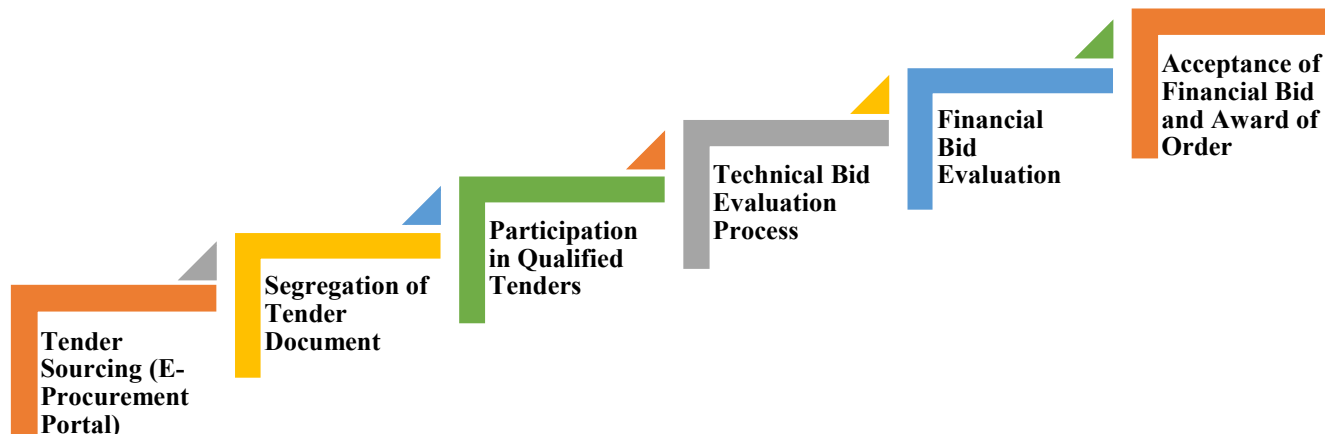 Tender
Sourcing (E-
Procurement
Portal)
Segregation of
Tender
Document
Participation
in Qualified
Tenders
Technical Bid
Evaluation
Process
Financial
Bid
Evaluation
Acceptance of
Financial Bid
and Award of
Order